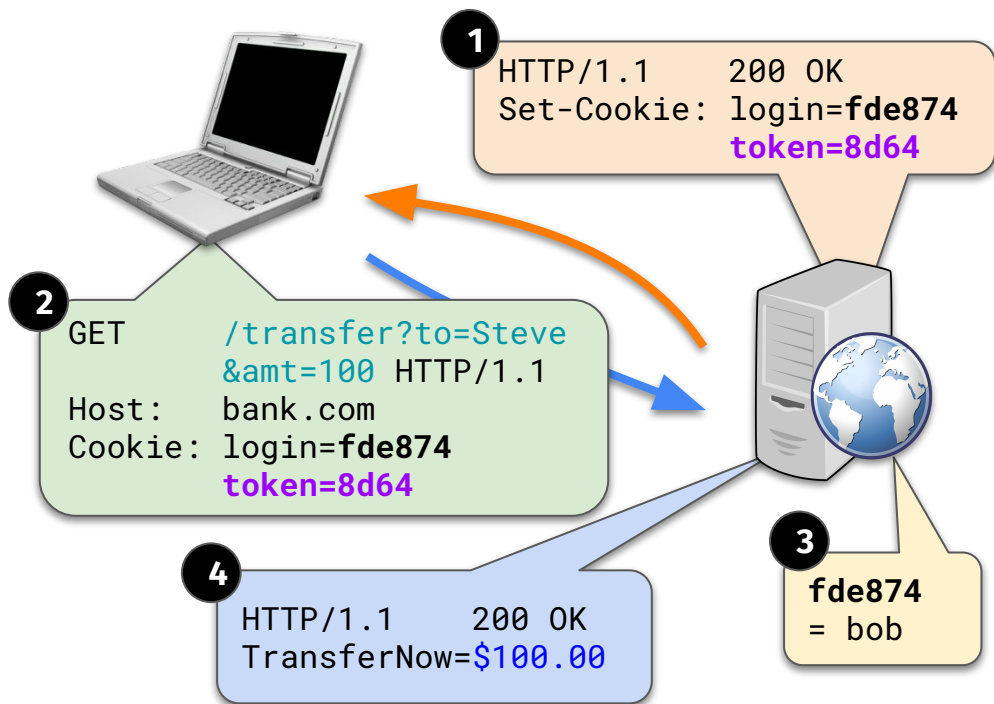 1
HTTP/1.1 200 OK
Set-Cookie: login=fde874
token=8d64
2
GET /transfer?to=Steve
&amt=100 HTTP/1.1
Host: bank.com
Cookie: login=fde874
token=8d64
3
fde874
= bob
4
HTTP/1.1 200 OK
TransferNow=$100.00